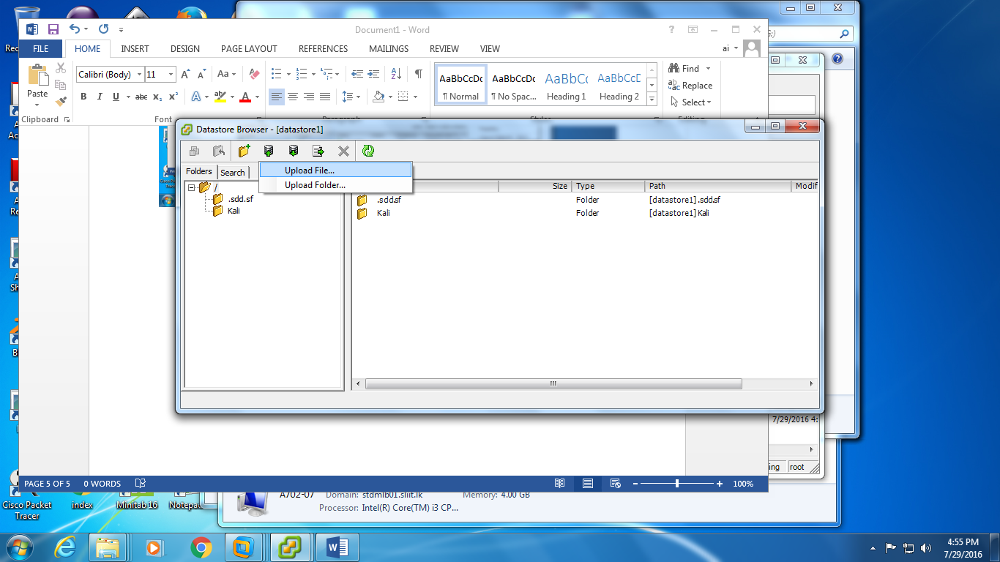 Document1 - Word
:)
FILE HOME INSERT DESIGN PAGE LAYOUT REFERENCES MAILINGS REVIEW VIEW
ai
Paste
Calibri (Body) 11
Aa
B I U abc x₂ x²
AaBbCcDc AaBbCcDc AaBbCc AaBbCcD
¶ Normal ¶ No Spac... Heading 1 Heading 2
Find
Replace
Select
Clipboard Font Paragraph Styles Editing
Datastore Browser - [datastore1]
Folders Search
Upload File...
Upload Folder...
/
.sdd.sf
Kali
Size Type Path Modif
.sdd.sf Folder [datastore1] .sdd.sf
Kali Folder [datastore1] Kali
7/29/2016 4:
ing root
PAGE 5 OF 5 0 WORDS 100%
A702-07 Domain: stdmlb01.sliit.lk Memory: 4.00 GB
Processor: Intel(R) Core(TM) i3 CP...
Cisco Packet Tracer
index
Minitab 16
Notepa
4:55 PM
7/29/2016